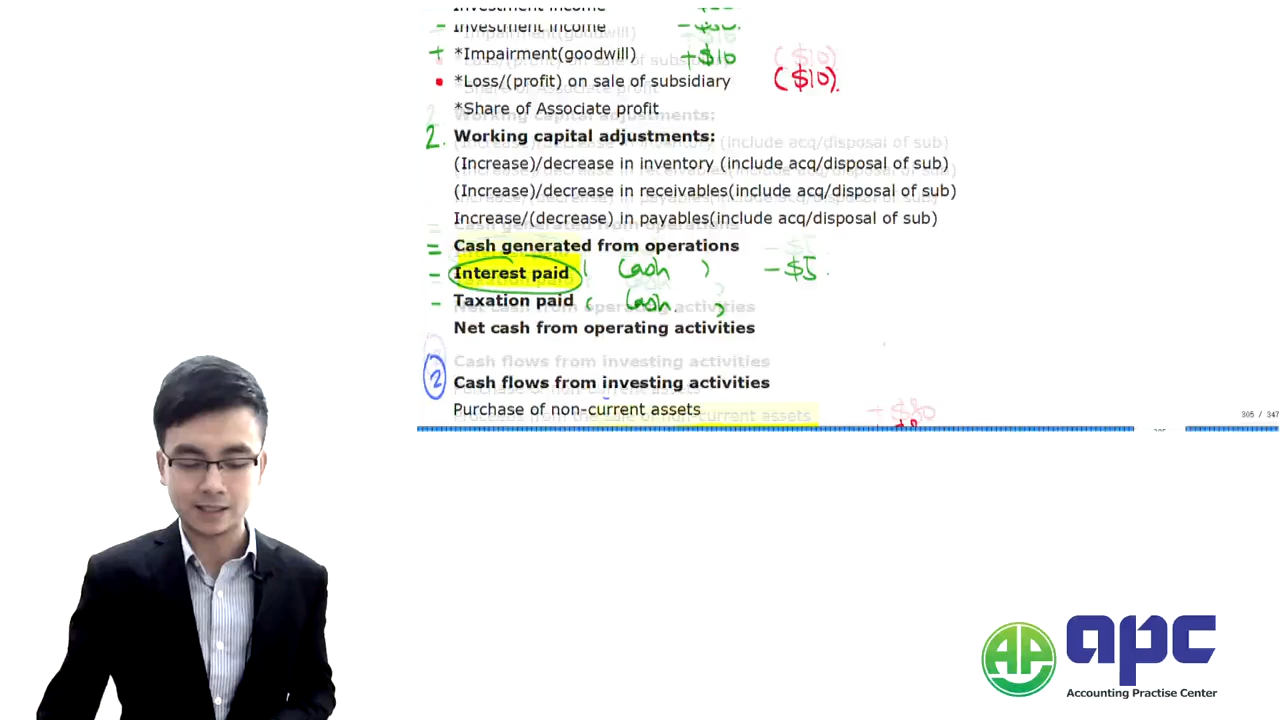 - Investment income
+ *Impairment(goodwill) +$10
• *Loss/(profit) on sale of subsidiary ($10).
*Share of Associate profit
2. Working capital adjustments:
(Increase)/decrease in inventory (include acq/disposal of sub)
(Increase)/decrease in receivables(include acq/disposal of sub)
Increase/(decrease) in payables(include acq/disposal of sub)
= Cash generated from operations
- Interest paid ( Cash ) -$5.
- Taxation paid ( Cash. )
Net cash from operating activities
2 Cash flows from investing activities
Purchase of non-current assets
305 / 347
AP apc
Accounting Practise Center